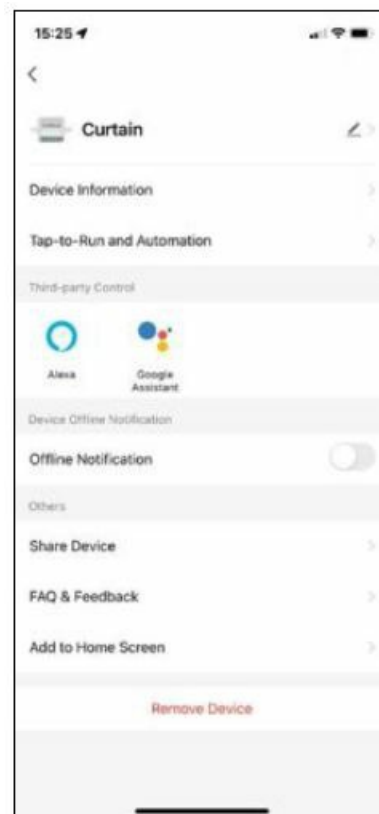 15:25
Curtain
Device Information
Tap-to-Run and Automation
Third-party Control
Alexa
Google
Assistant
Device Offline Notification
Offline Notification
Others
Share Device
FAQ & Feedback
Add to Home Screen
Remove Device